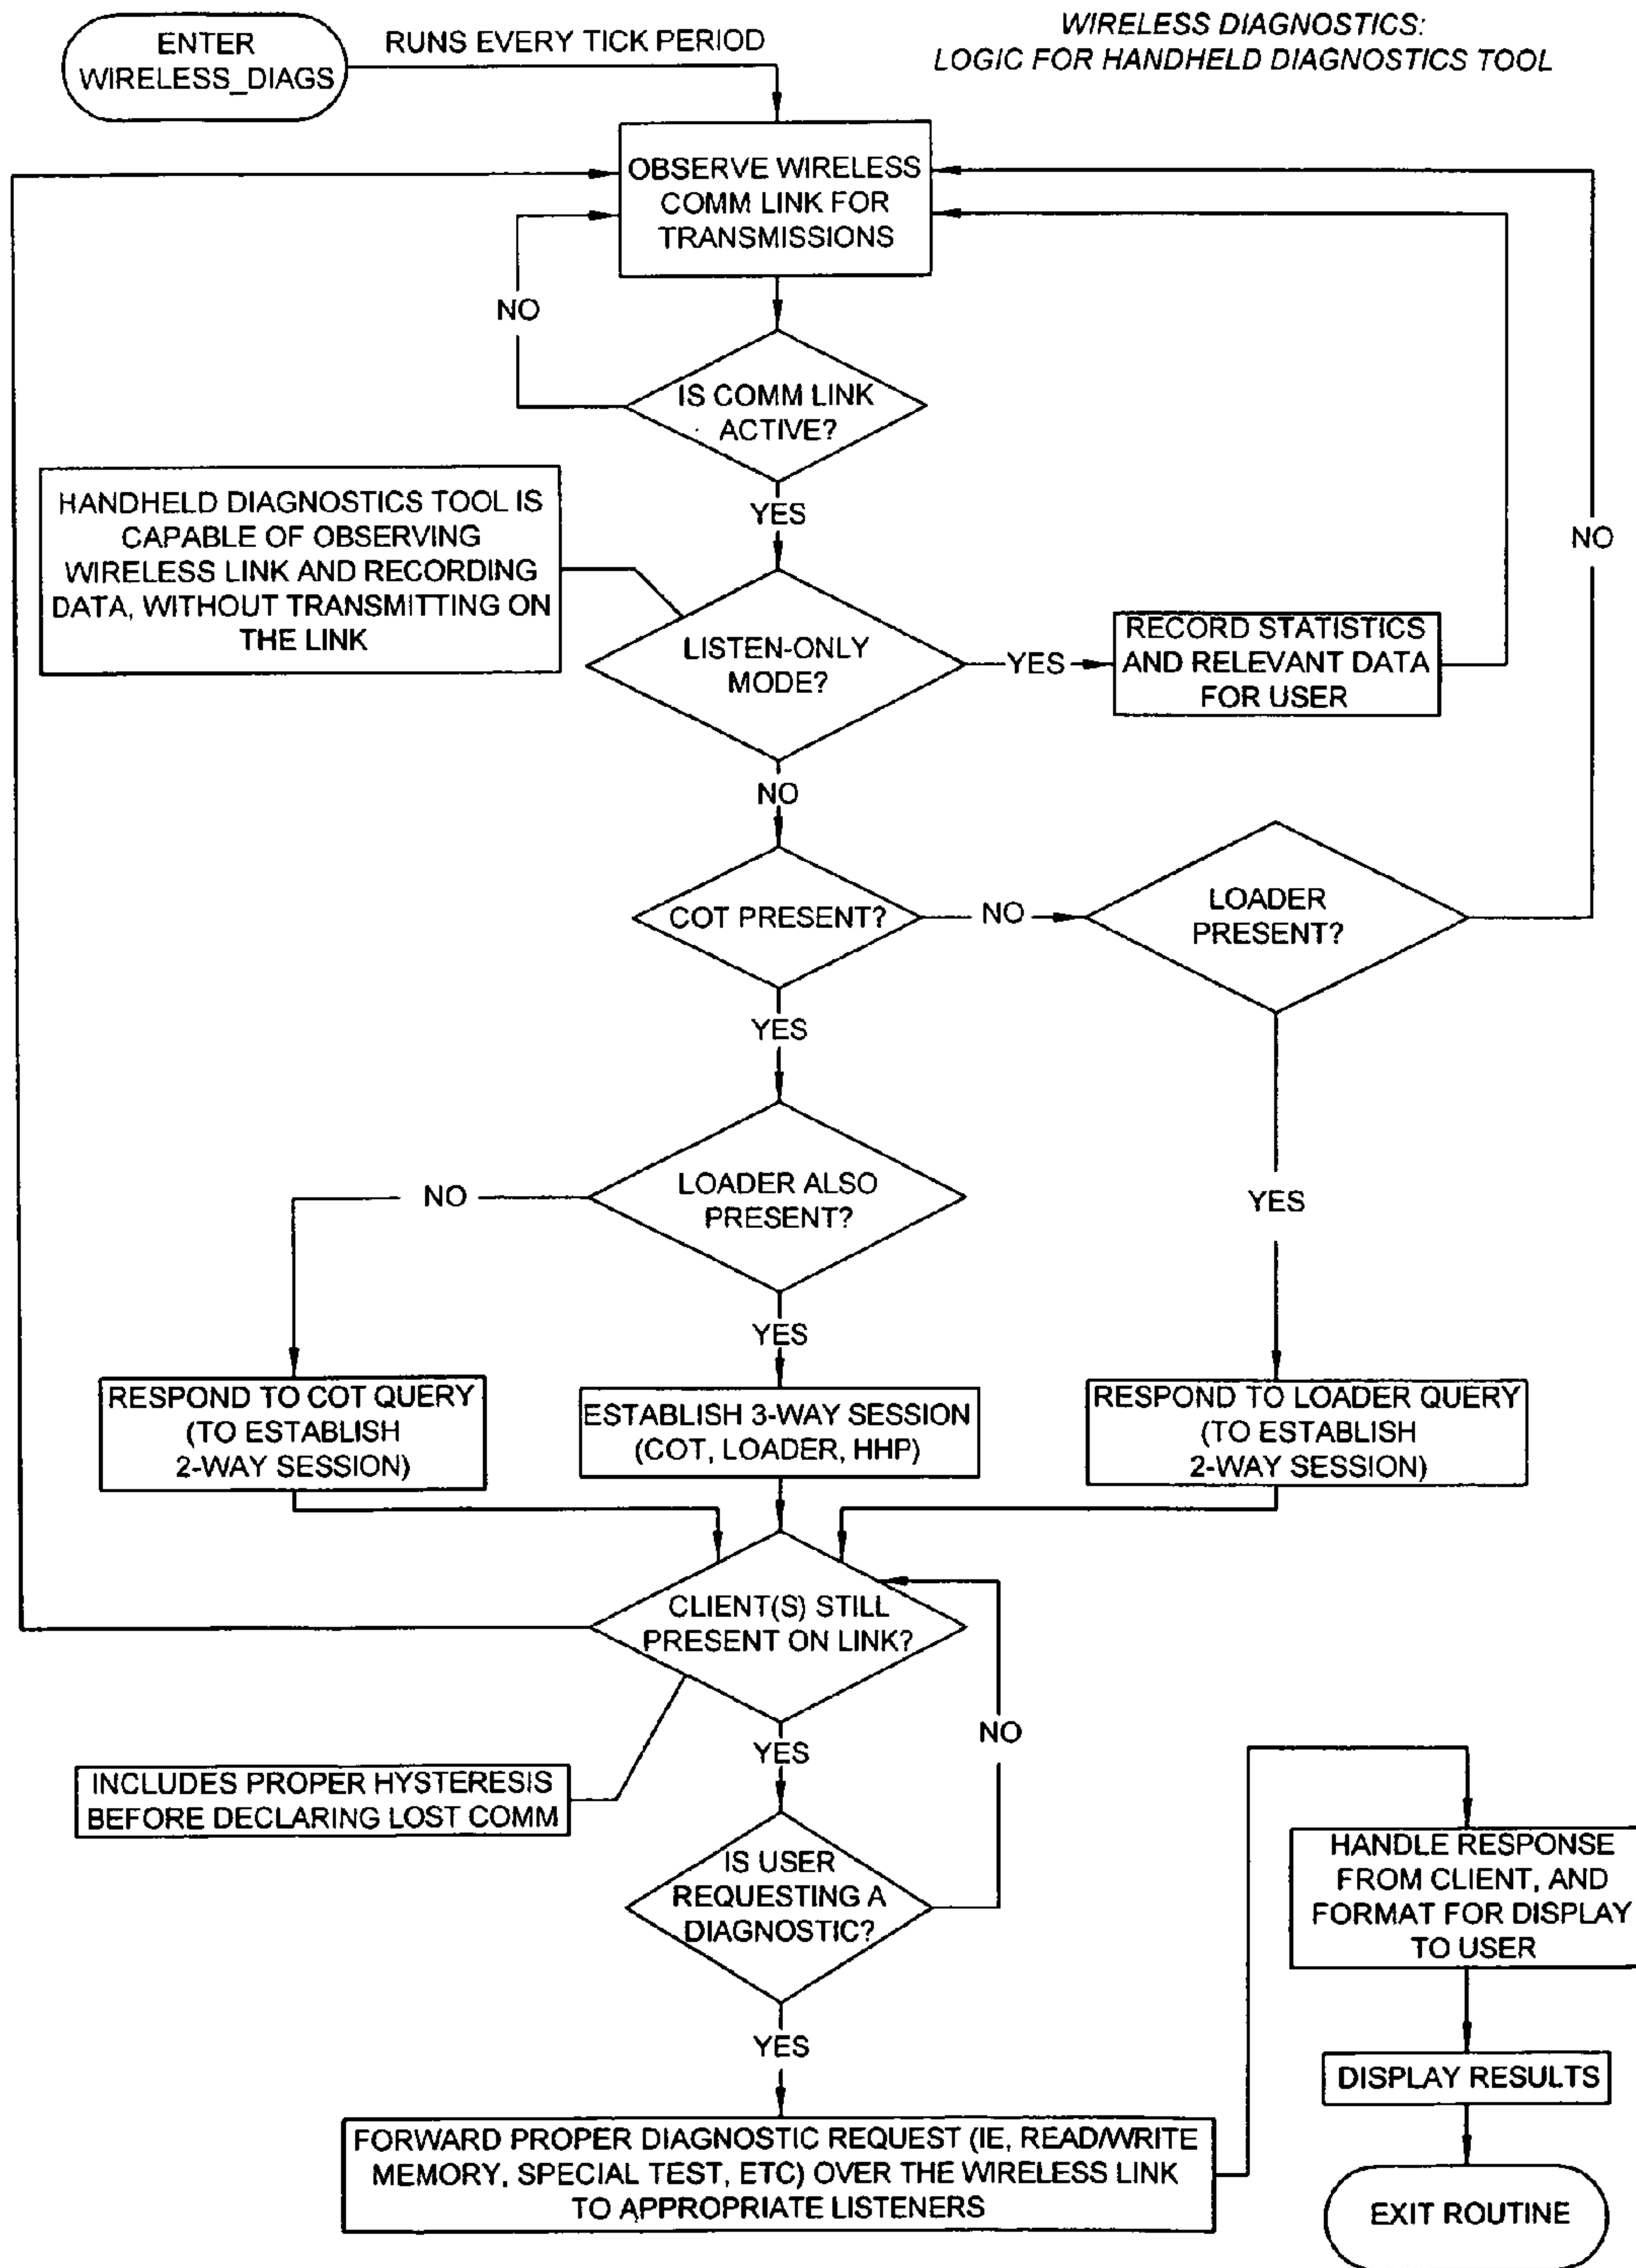 WIRELESS DIAGNOSTICS:
LOGIC FOR HANDHELD DIAGNOSTICS TOOL
ENTER
WIRELESS_DIAGS
RUNS EVERY TICK PERIOD
OBSERVE WIRELESS
COMM LINK FOR
TRANSMISSIONS
NO
IS COMM LINK
ACTIVE?
YES
NO
HANDHELD DIAGNOSTICS TOOL IS
CAPABLE OF OBSERVING
WIRELESS LINK AND RECORDING
DATA, WITHOUT TRANSMITTING ON
THE LINK
LISTEN-ONLY
MODE?
YES
RECORD STATISTICS
AND RELEVANT DATA
FOR USER
NO
COT PRESENT?
NO
LOADER
PRESENT?
YES
LOADER ALSO
PRESENT?
NO
YES
YES
RESPOND TO COT QUERY
(TO ESTABLISH
2-WAY SESSION)
ESTABLISH 3-WAY SESSION
(COT, LOADER, HHP)
RESPOND TO LOADER QUERY
(TO ESTABLISH
2-WAY SESSION)
CLIENT(S) STILL
PRESENT ON LINK?
NO
YES
INCLUDES PROPER HYSTERESIS
BEFORE DECLARING LOST COMM
IS USER
REQUESTING A
DIAGNOSTIC?
YES
FORWARD PROPER DIAGNOSTIC REQUEST (IE, READ/WRITE
MEMORY, SPECIAL TEST, ETC) OVER THE WIRELESS LINK
TO APPROPRIATE LISTENERS
HANDLE RESPONSE
FROM CLIENT, AND
FORMAT FOR DISPLAY
TO USER
DISPLAY RESULTS
EXIT ROUTINE